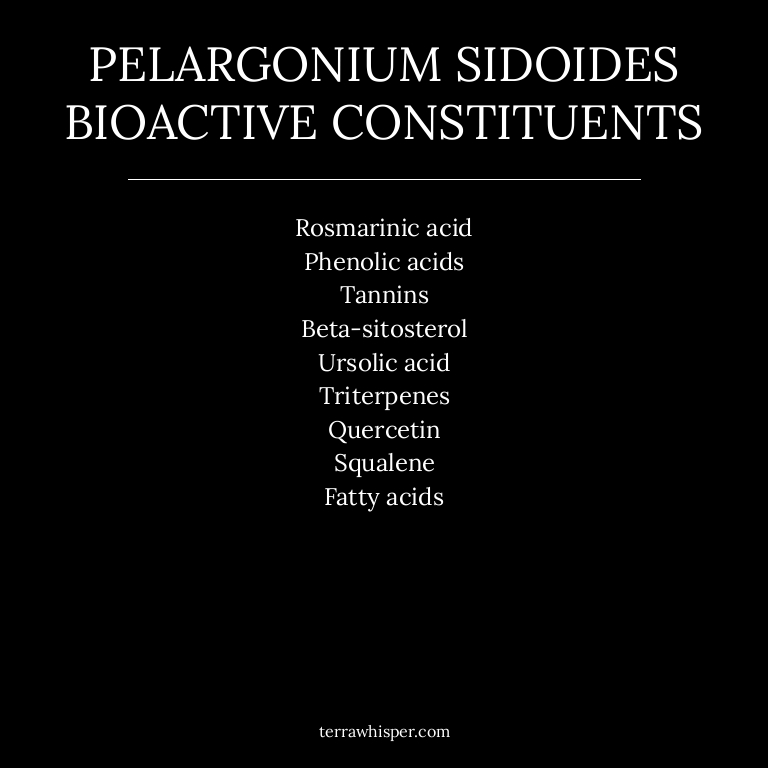 PELARGONIUM SIDOIDES
BIOACTIVE CONSTITUENTS
Rosmarinic acid
Phenolic acids
Tannins
Beta-sitosterol
Ursolic acid
Triterpenes
Quercetin
Squalene
Fatty acids
terrawhisper.com